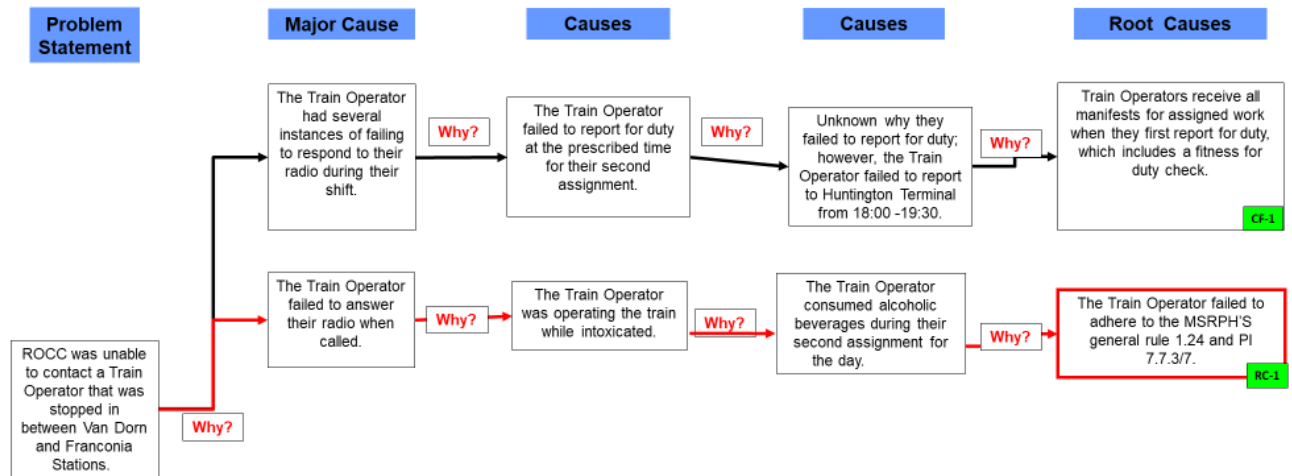 Problem
Statement
Major Cause
Causes
Causes
Root Causes
The Train Operator
had several
instances of failing
to respond to their
radio during their
shift.
Why?
The Train Operator
failed to report for duty
at the prescribed time
for their second
assignment.
Why?
Unknown why they
failed to report for duty;
however, the Train
Operator failed to report
to Huntington Terminal
from 18:00 -19:30.
Why?
Train Operators receive all
manifests for assigned work
when they first report for duty,
which includes a fitness for
duty check.
CF-1
ROCC was unable
to contact a Train
Operator that was
stopped in
between Van Dorn
and Franconia
Stations.
Why?
The Train Operator
failed to answer
their radio when
called.
Why?
The Train Operator
was operating the train
while intoxicated.
Why?
The Train Operator
consumed alcoholic
beverages during their
second assignment for
the day.
Why?
The Train Operator failed to
adhere to the MSRPH'S
general rule 1.24 and PI
7.7.3/7.
RC-1